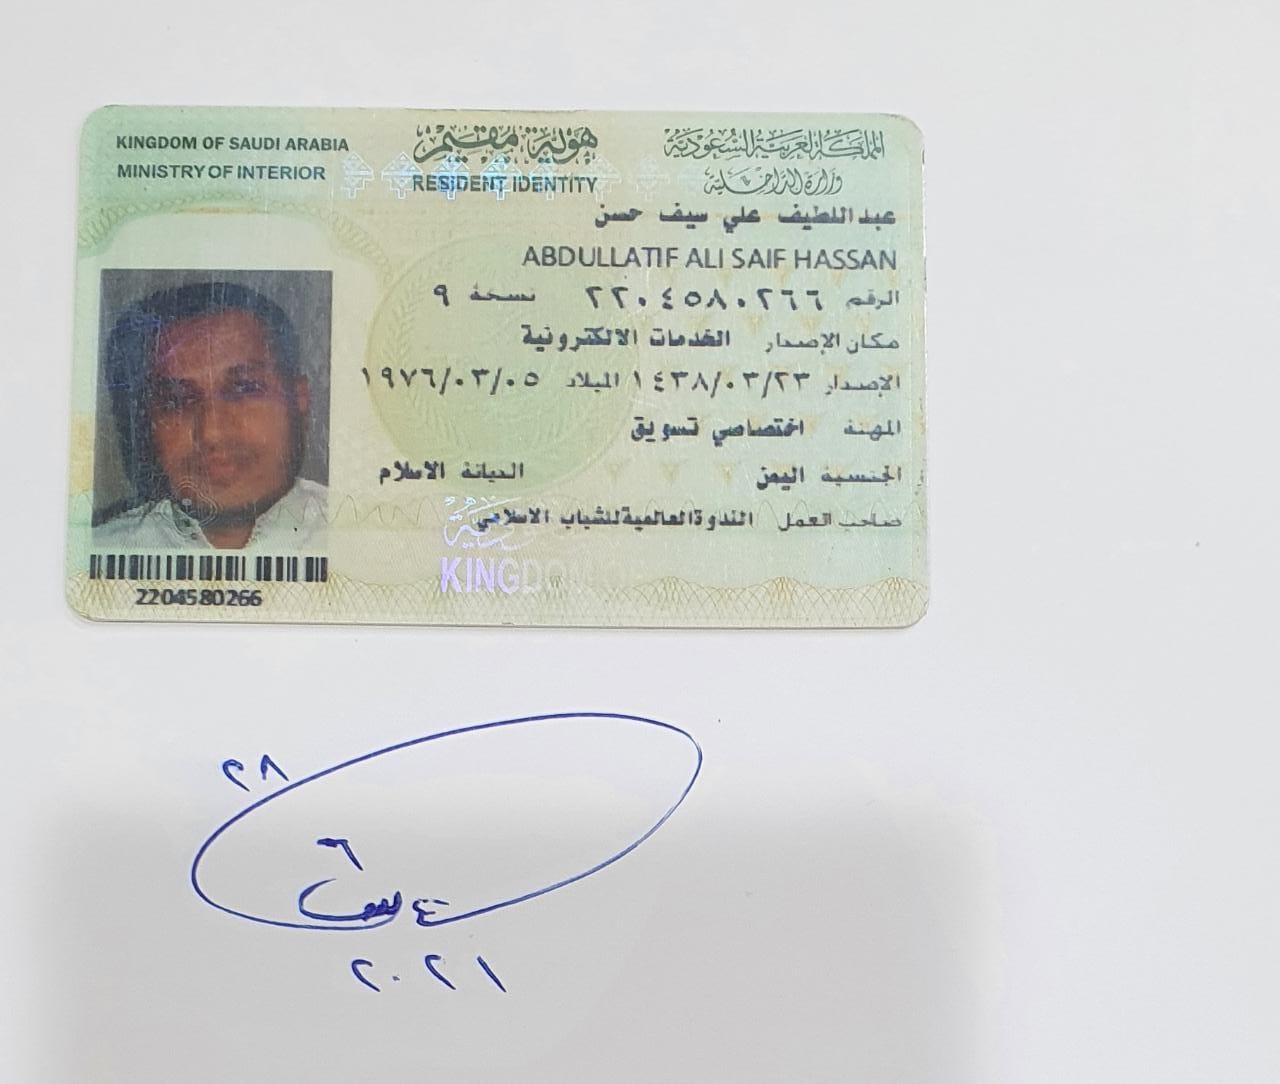 KINGDOM OF SAUDI ARABIA
MINISTRY OF INTERIOR
هوية مقيم
RESIDENT IDENTITY
المملكة العربية السعودية
وزارة الداخلية
عبداللطيف علي سيف حسن
ABDULLATIF ALI SAIF HASSAN
الرقم ٢٢٠٤٥٨٠٢٦٦ نسخة ٩
مكان الإصدار الخدمات الالكترونية
الإصدار ١٤٣٨/٠٣/٢٣ الميلاد ١٩٧٦/٠٣/٠٥
المهنة اختصاصي تسويق
الجنسية اليمن الديانة الاسلام
صاحب العمل الندوة العالمية للشباب الاسلامي
KINGDOM OF
2204580266
٢٨
٦
٢٠٢١